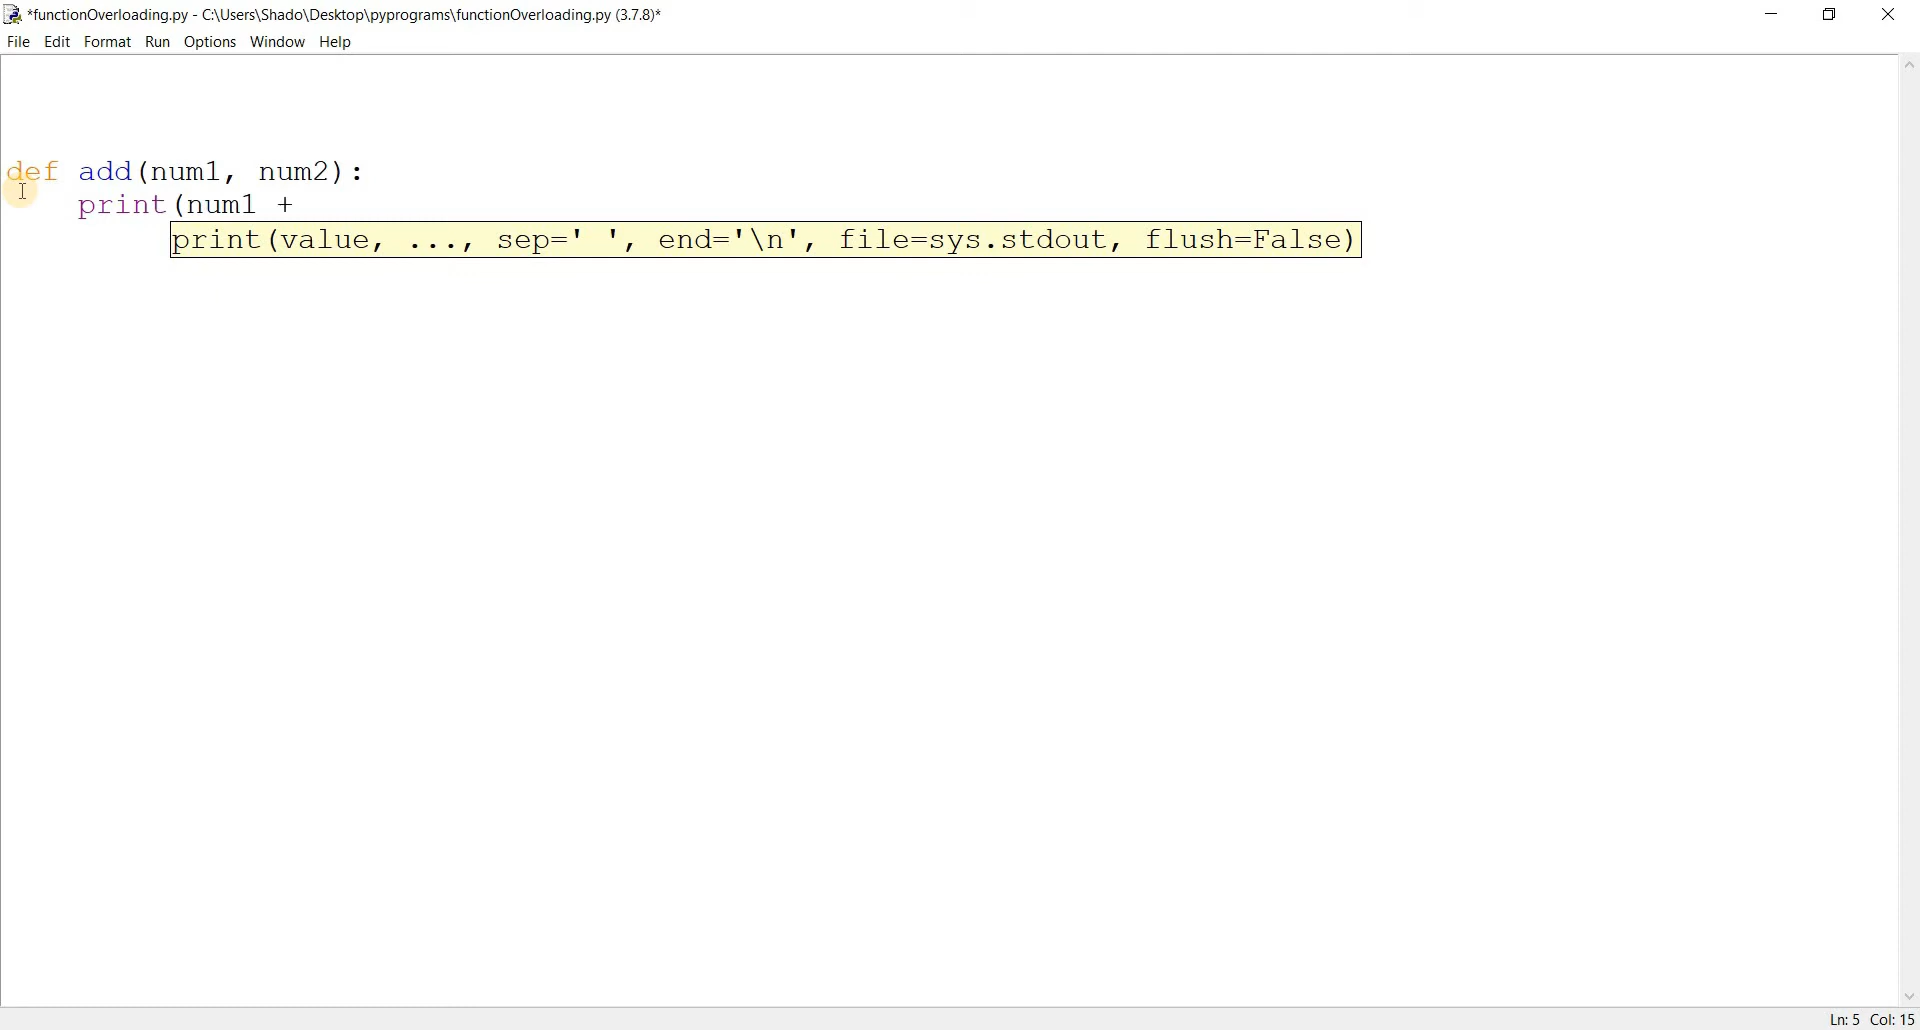 *functionOverloading.py - C:\Users\Shado\Desktop\pyprograms\functionOverloading.py (3.7.8)*
File Edit Format Run Options Window Help
def add(num1, num2):
    print(num1 +
print(value, ..., sep=' ', end='\n', file=sys.stdout, flush=False)
Ln: 5 Col: 15